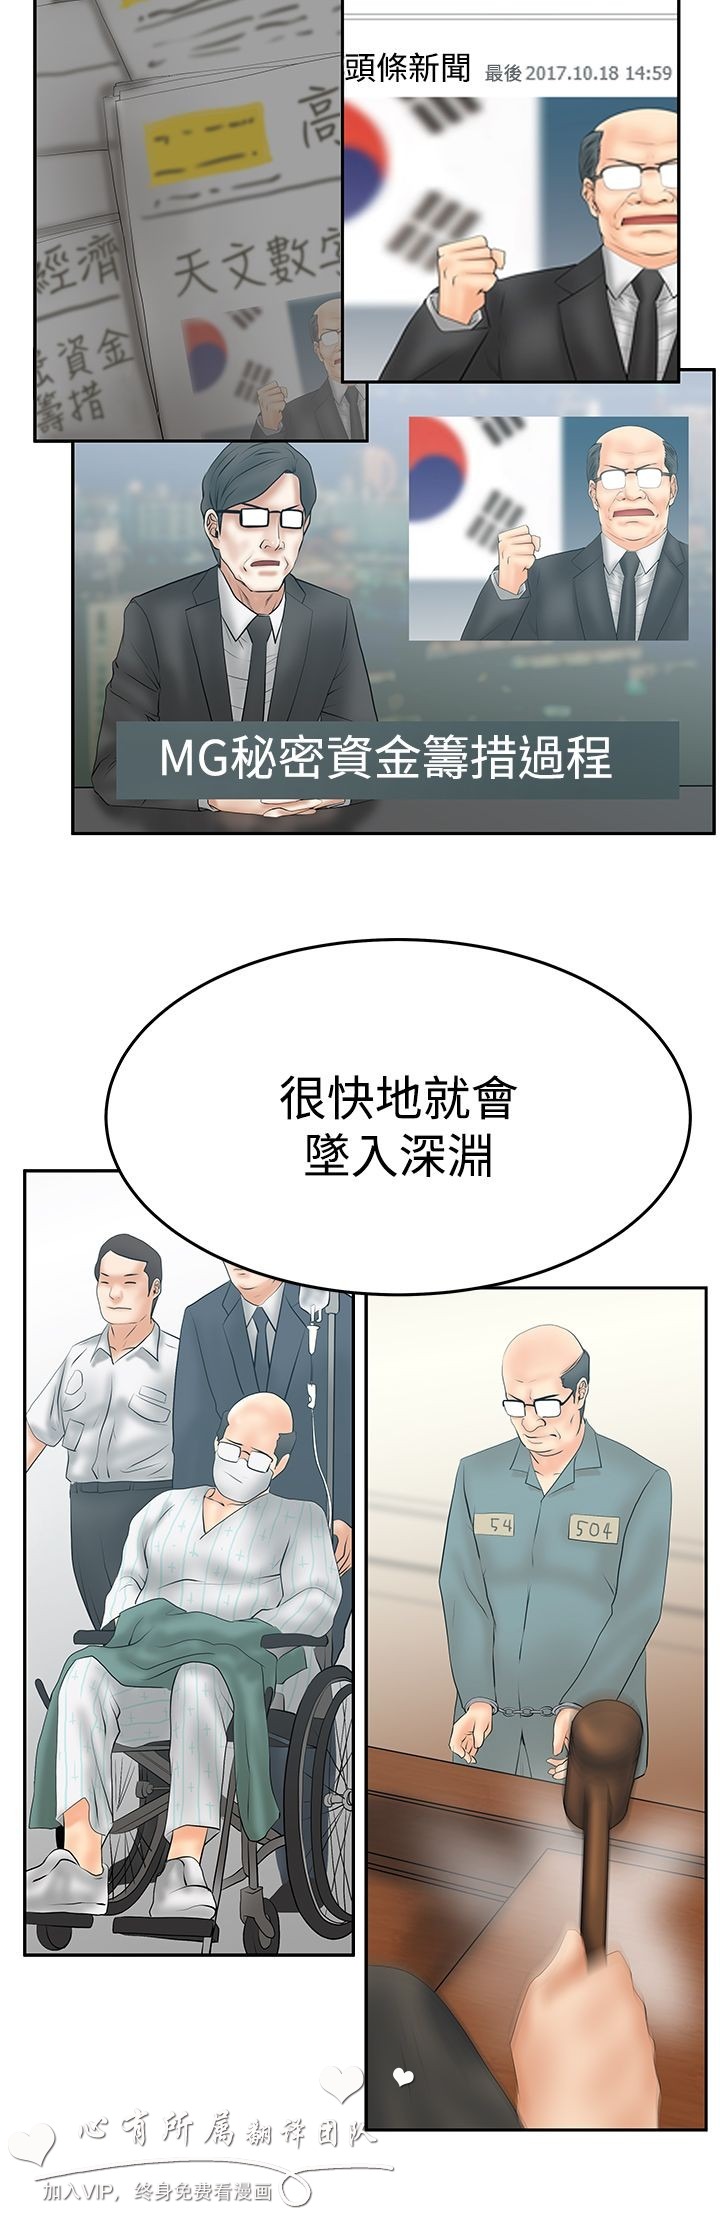 頭條新聞 最後 2017.10.18 14:59
高
天文數字
經濟
資金
籌措
MG秘密資金籌措過程
很快地就會
墜入深淵
54
504
心有所属翻译团队
加入VIP，终身免费看漫画